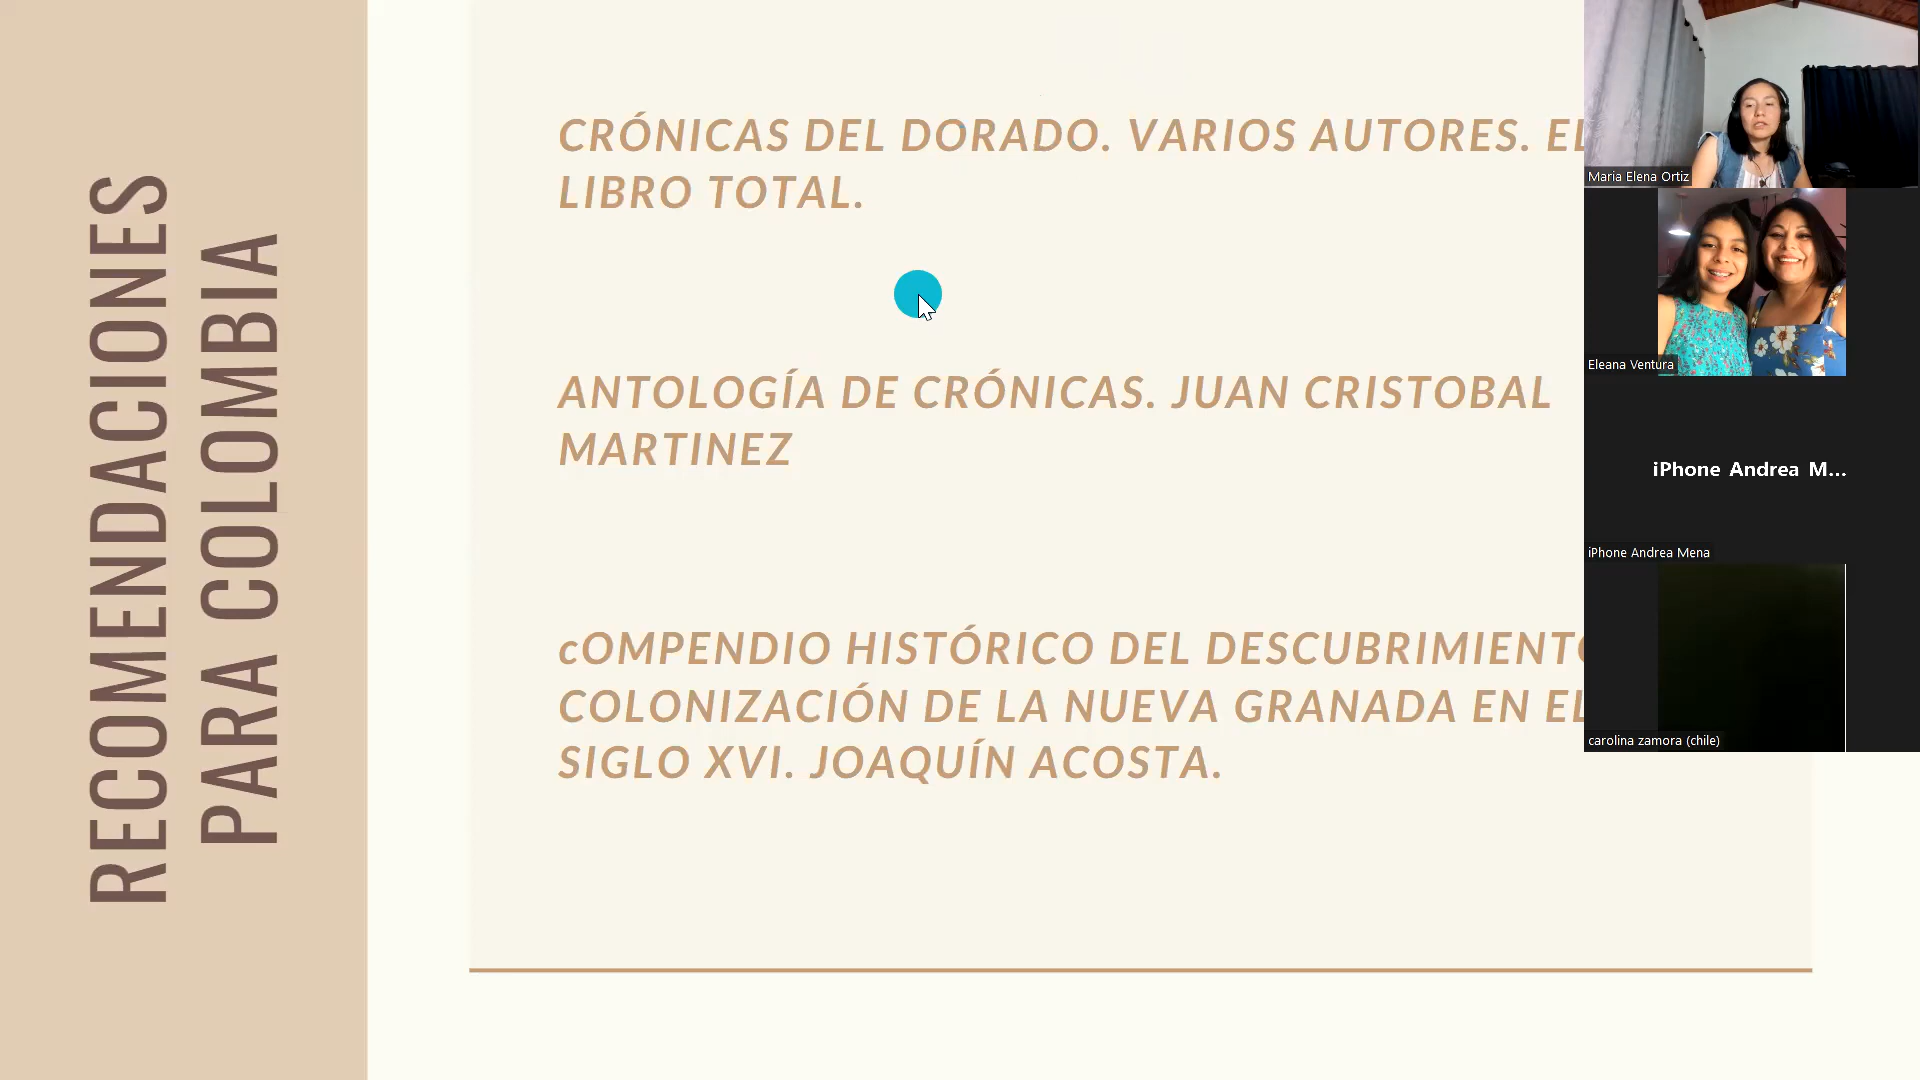 RECOMENDACIONES
PARA COLOMBIA
CRÓNICAS DEL DORADO. VARIOS AUTORES. EL
LIBRO TOTAL.
ANTOLOGÍA DE CRÓNICAS. JUAN CRISTOBAL
MARTINEZ
cOMPENDIO HISTÓRICO DEL DESCUBRIMIENTO
COLONIZACIÓN DE LA NUEVA GRANADA EN EL
SIGLO XVI. JOAQUÍN ACOSTA.
Maria Elena Ortiz
Eleana Ventura
iPhone Andrea M...
iPhone Andrea Mena
carolina zamora (chile)